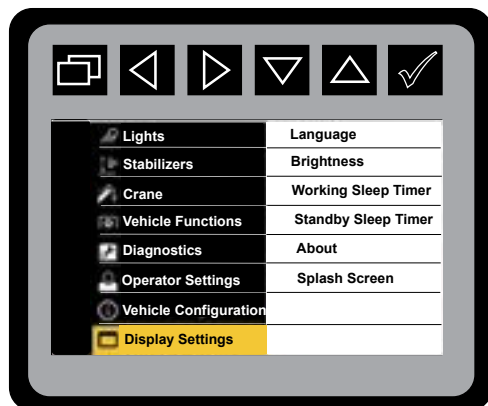 Lights
Stabilizers
Crane
Vehicle Functions
Diagnostics
Operator Settings
Vehicle Configuration
Display Settings
Language
Brightness
Working Sleep Timer
Standby Sleep Timer
About
Splash Screen